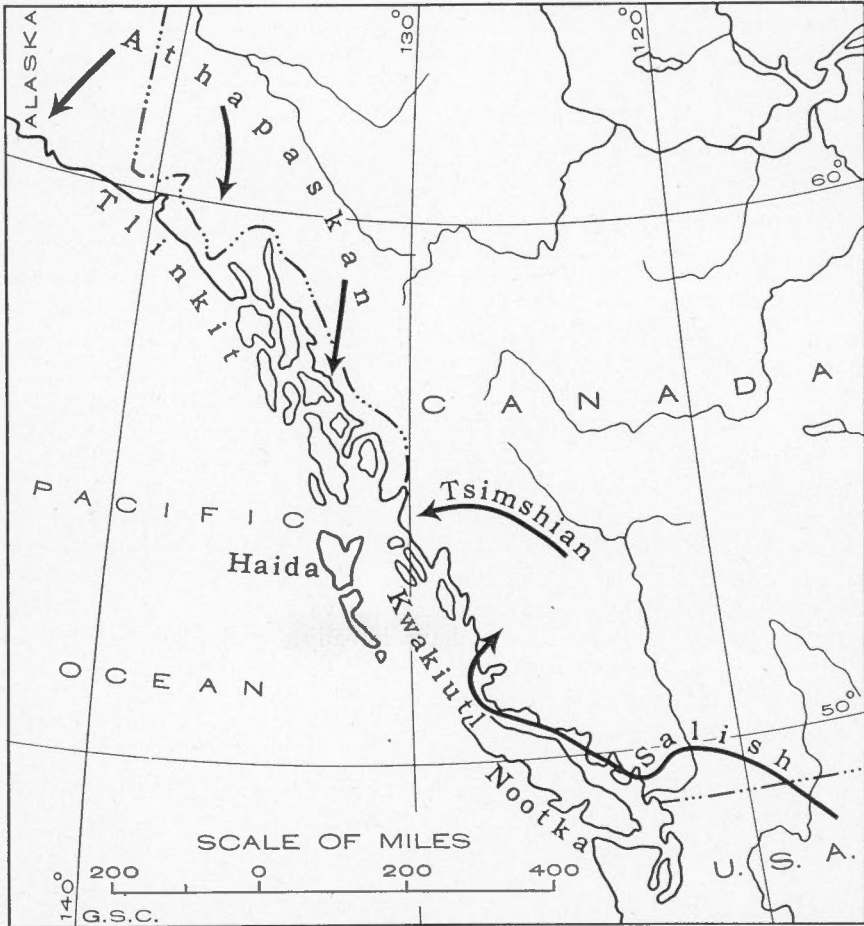 130°
120°
ALASKA
Athapaskan
60°
Tlinkit
CANADA
PACIFIC
Tsimshian
Haida
Kwakiutl
OCEAN
50°
Salish
Nootka
SCALE OF MILES
U.S.A.
200 0 200 400
140°
G.S.C.